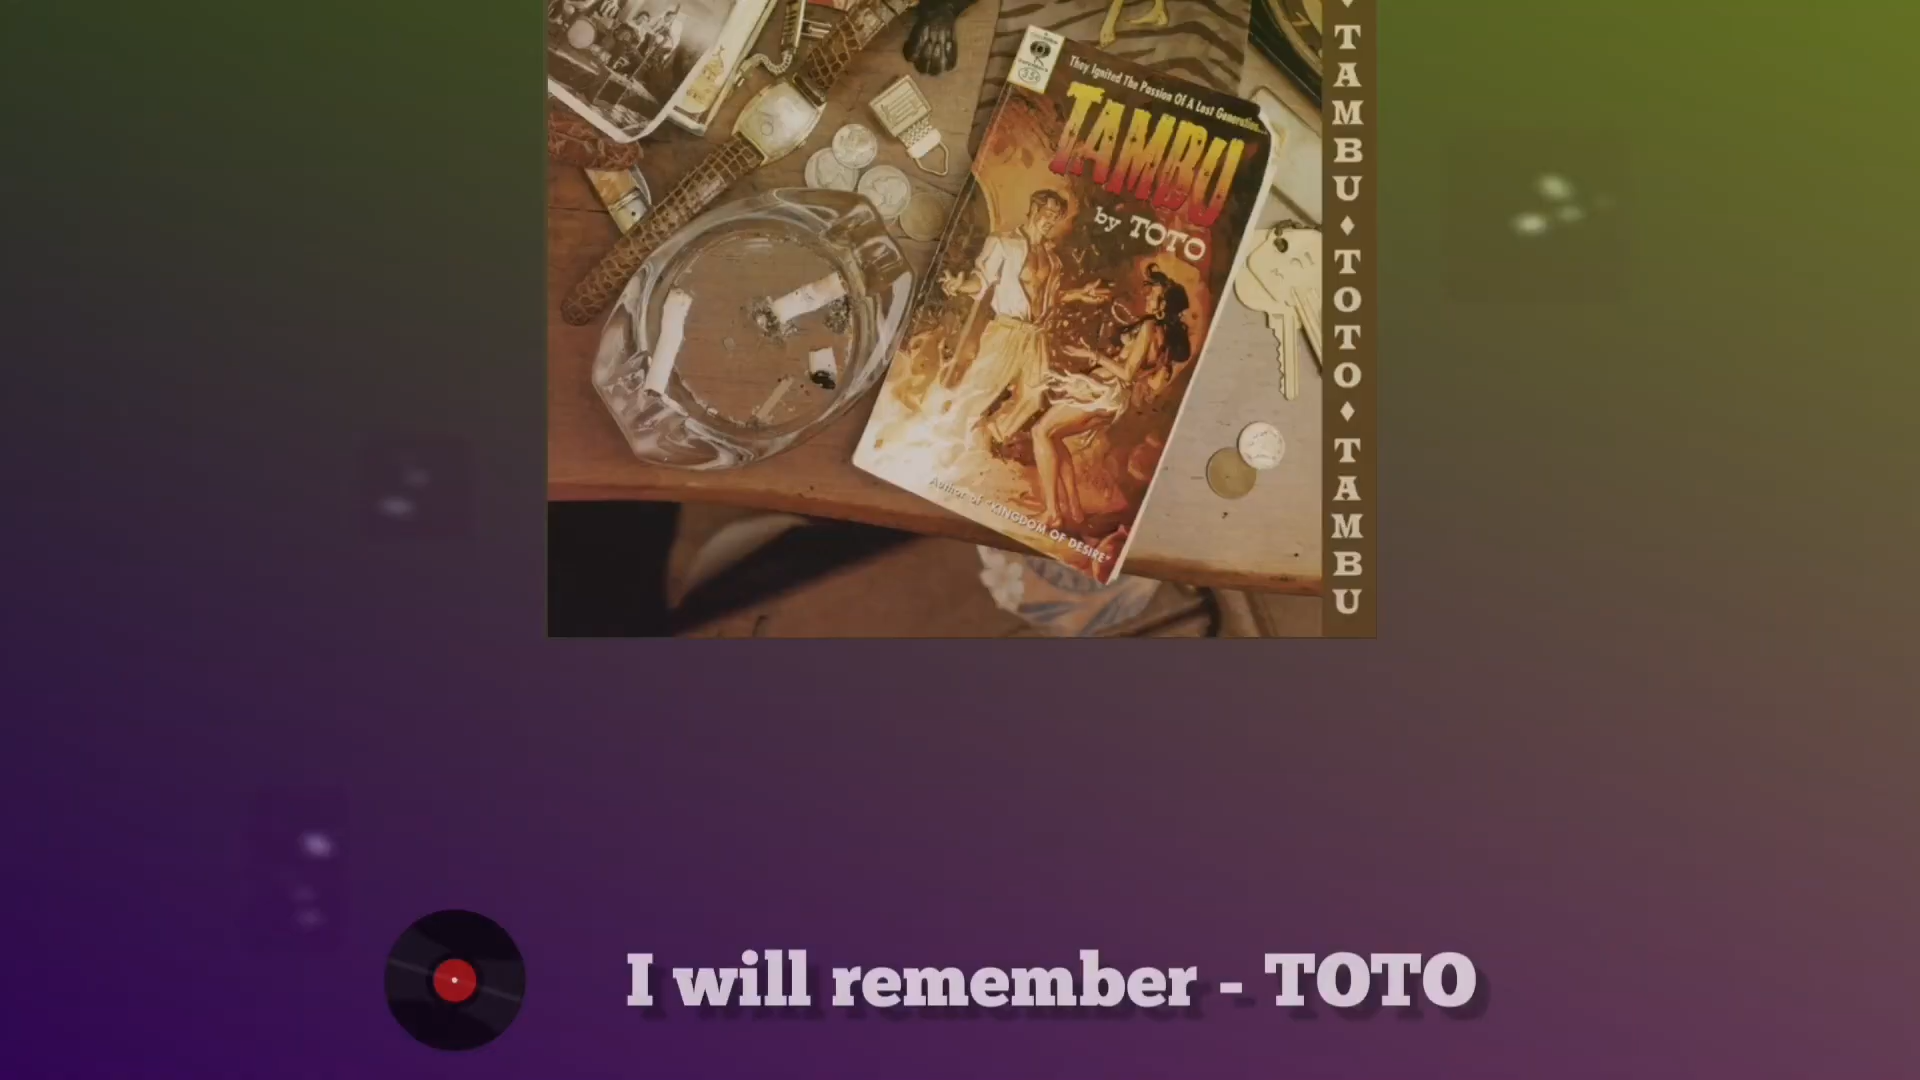 They Ignited The Passion Of A Lost Generation...
TAMBU
by TOTO
Author of "KINGDOM OF DESIRE"
TAMBU ♦ TOTO ♦ TAMBU
I will remember - TOTO